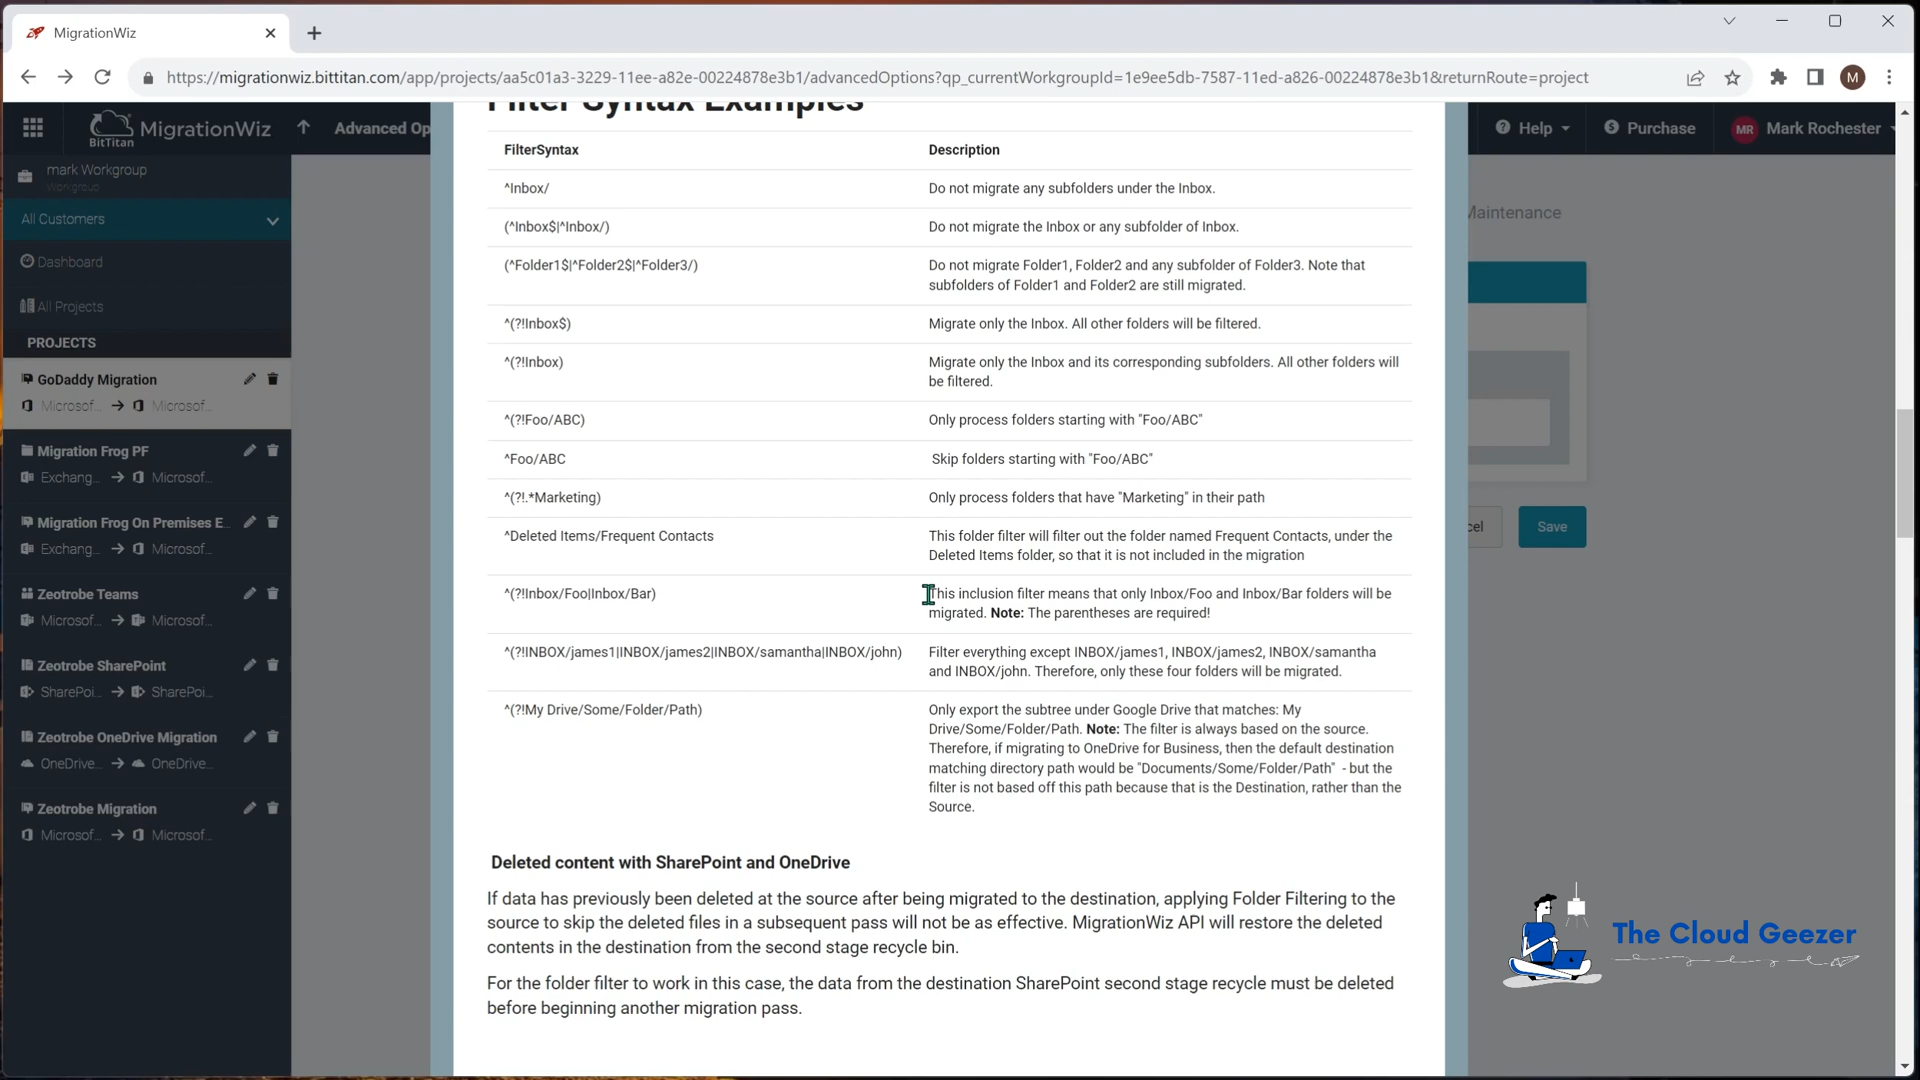 MigrationWiz
https://migrationwiz.bittitan.com/app/projects/aa5c01a3-3229-11ee-a82e-00224878e3b1/advancedOptions?qp_currentWorkgroupId=1e9ee5db-7587-11ed-a826-00224878e3b1&returnRoute=project
M
BitTitan
MigrationWiz
Advanced Op
Help
Purchase
MR
Mark Rochester
mark Workgroup
Workgroup
All Customers
Dashboard
All Projects
PROJECTS
GoDaddy Migration
Microsof...
Microsof...
Migration Frog PF
Exchang...
Microsof...
Migration Frog On Premises E...
Exchang...
Microsof...
Zeotrobe Teams
Microsof...
Microsof...
Zeotrobe SharePoint
SharePoi...
SharePoi...
Zeotrobe OneDrive Migration
OneDrive...
OneDrive...
Zeotrobe Migration
Microsof...
Microsof...
Filter Syntax Examples
FilterSyntax
Description
^Inbox/
Do not migrate any subfolders under the Inbox.
(^Inbox$|^Inbox/)
Do not migrate the Inbox or any subfolder of Inbox.
(^Folder1$|^Folder2$|^Folder3/)
Do not migrate Folder1, Folder2 and any subfolder of Folder3. Note that
subfolders of Folder1 and Folder2 are still migrated.
^(?!Inbox$)
Migrate only the Inbox. All other folders will be filtered.
^(?!Inbox)
Migrate only the Inbox and its corresponding subfolders. All other folders will
be filtered.
^(?!Foo/ABC)
Only process folders starting with "Foo/ABC"
^Foo/ABC
Skip folders starting with "Foo/ABC"
^(?!.*Marketing)
Only process folders that have "Marketing" in their path
^Deleted Items/Frequent Contacts
This folder filter will filter out the folder named Frequent Contacts, under the
Deleted Items folder, so that it is not included in the migration
^(?!Inbox/Foo|Inbox/Bar)
This inclusion filter means that only Inbox/Foo and Inbox/Bar folders will be
migrated. Note: The parentheses are required!
^(?!INBOX/james1|INBOX/james2|INBOX/samantha|INBOX/john)
Filter everything except INBOX/james1, INBOX/james2, INBOX/samantha
and INBOX/john. Therefore, only these four folders will be migrated.
^(?!My Drive/Some/Folder/Path)
Only export the subtree under Google Drive that matches: My
Drive/Some/Folder/Path. Note: The filter is always based on the source.
Therefore, if migrating to OneDrive for Business, then the default destination
matching directory path would be "Documents/Some/Folder/Path" - but the
filter is not based off this path because that is the Destination, rather than the
Source.
Deleted content with SharePoint and OneDrive
If data has previously been deleted at the source after being migrated to the destination, applying Folder Filtering to the
source to skip the deleted files in a subsequent pass will not be as effective. MigrationWiz API will restore the deleted
contents in the destination from the second stage recycle bin.
For the folder filter to work in this case, the data from the destination SharePoint second stage recycle must be deleted
before beginning another migration pass.
Maintenance
cel
Save
The Cloud Geezer